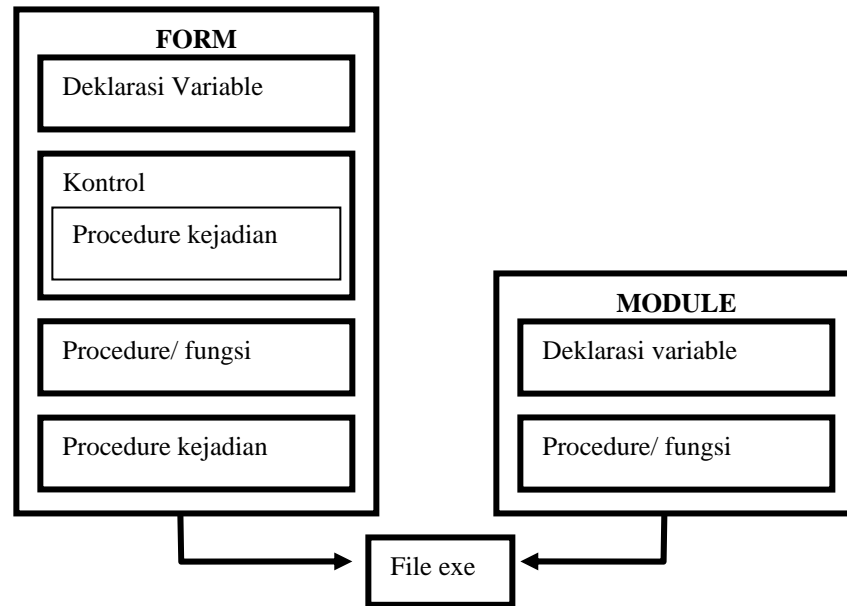 FORM
Deklarasi Variable
Kontrol
Procedure kejadian
Procedure/ fungsi
Procedure kejadian
MODULE
Deklarasi variable
Procedure/ fungsi
File exe